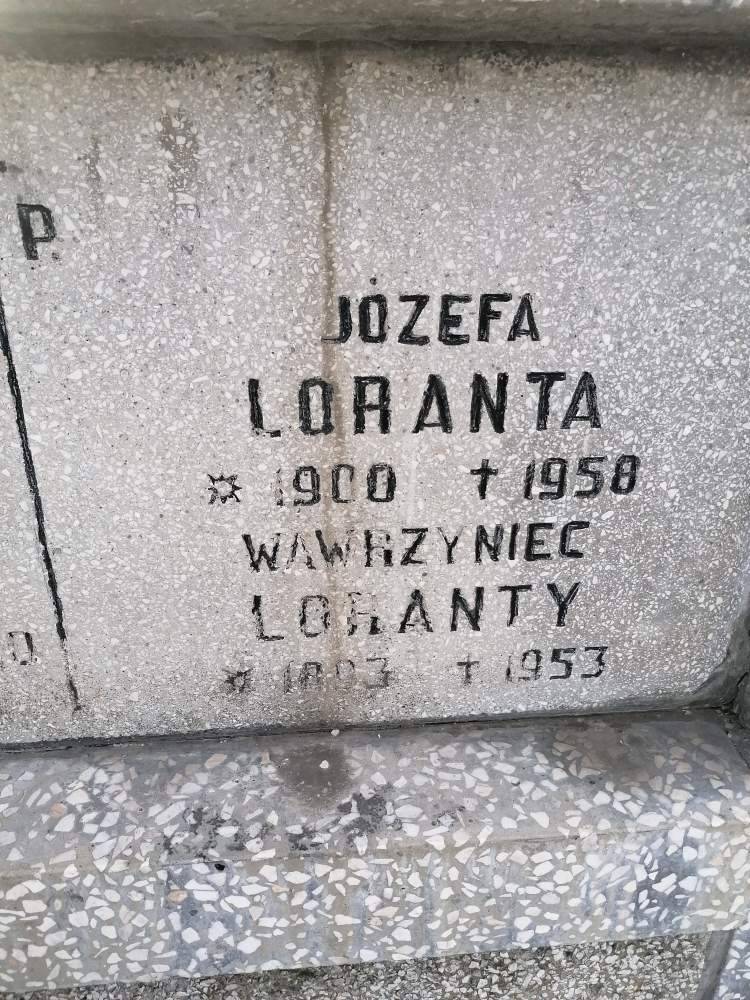 P.
JÓZEFA
LORANTA
* 1900 † 1958
WAWRZYNIEC
LORANTY
* † 1953